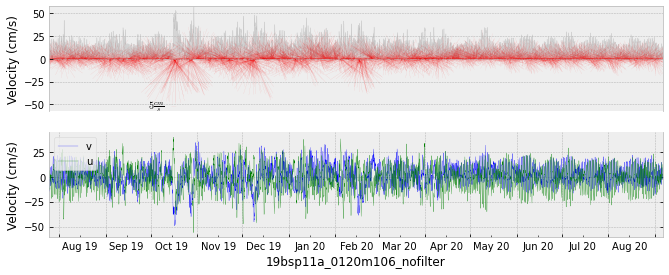 Velocity (cm/s)
50
25
0
−25
−50
5 cm/s
Velocity (cm/s)
25
0
−25
−50
v
u
Aug 19 Sep 19 Oct 19 Nov 19 Dec 19 Jan 20 Feb 20 Mar 20 Apr 20 May 20 Jun 20 Jul 20 Aug 20
19bsp11a_0120m106_nofilter